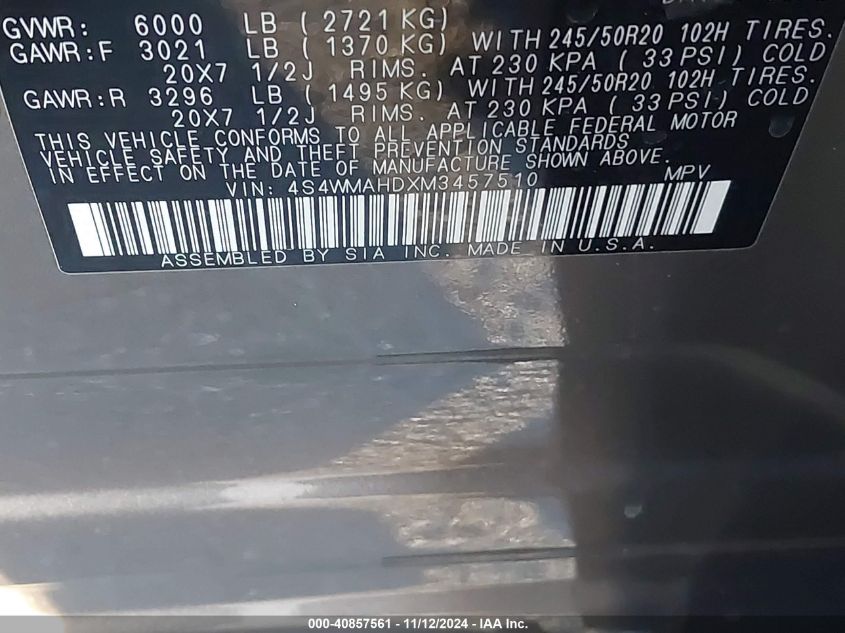 GVWR: 6000 LB ( 2721 KG)
GAWR:F 3021 LB ( 1370 KG) WITH 245/50R20 102H TIRES.
20X7 1/2J RIMS. AT 230 KPA ( 33 PSI) COLD
GAWR:R 3296 LB ( 1495 KG) WITH 245/50R20 102H TIRES.
20X7 1/2J RIMS. AT 230 KPA ( 33 PSI) COLD
THIS VEHICLE CONFORMS TO ALL APPLICABLE FEDERAL MOTOR
VEHICLE SAFETY AND THEFT PREVENTION STANDARDS
IN EFFECT ON THE DATE OF MANUFACTURE SHOWN ABOVE.
VIN: 4S4WMAHDXM3457510 MPV
ASSEMBLED BY SIA INC. MADE IN U.S.A.
000-40857561 - 11/12/2024 - IAA Inc.